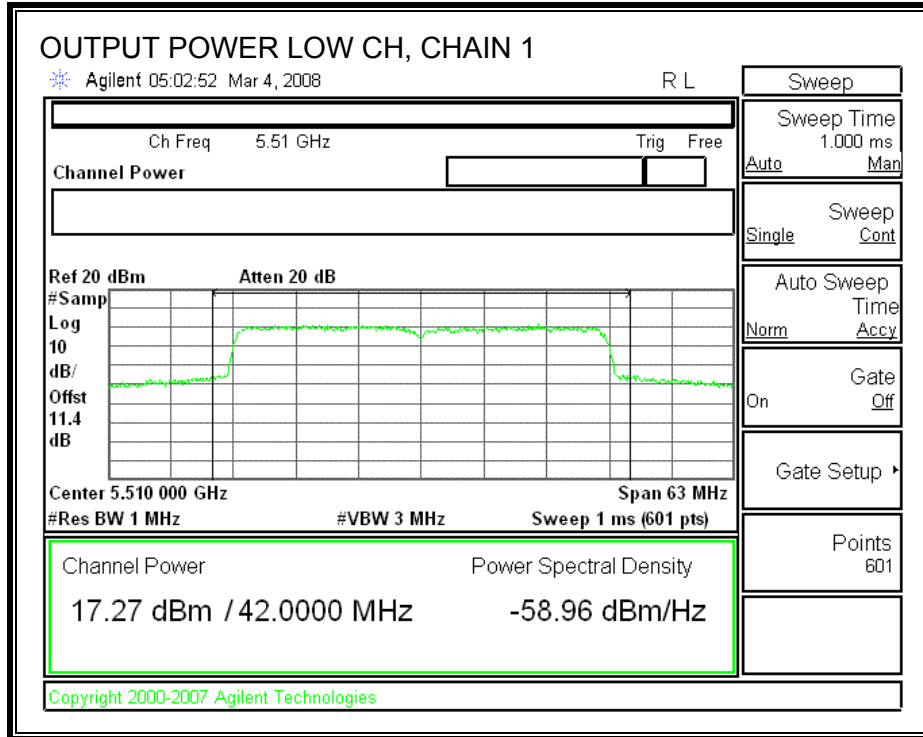 OUTPUT POWER LOW CH, CHAIN 1
Agilent 05:02:52 Mar 4, 2008 R L
Ch Freq 5.51 GHz Trig Free
Channel Power
Ref 20 dBm Atten 20 dB
#Samp
Log
10
dB/
Offst
11.4
dB
Center 5.510 000 GHz Span 63 MHz
#Res BW 1 MHz #VBW 3 MHz Sweep 1 ms (601 pts)
Channel Power Power Spectral Density
17.27 dBm / 42.0000 MHz -58.96 dBm/Hz
Copyright 2000-2007 Agilent Technologies
Sweep
Sweep Time
1.000 ms
Auto Man
Sweep
Single Cont
Auto Sweep
Time
Norm Accy
Gate
On Off
Gate Setup
Points
601